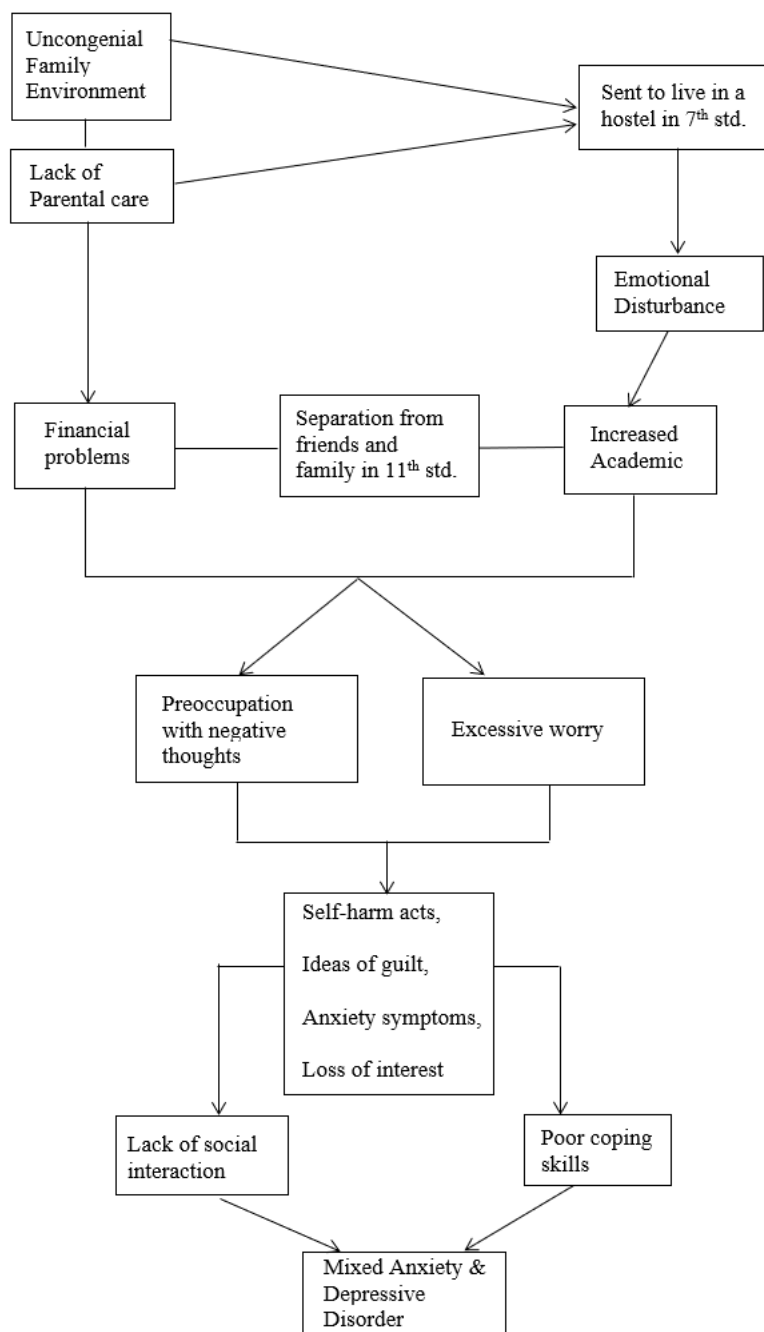 Uncongenial
Family
Environment
Sent to live in a
hostel in 7th std.
Lack of
Parental care
Emotional
Disturbance
Financial
problems
Separation from
friends and
family in 11th std.
Increased
Academic
Preoccupation
with negative
thoughts
Excessive worry
Self-harm acts,
Ideas of guilt,
Anxiety symptoms,
Loss of interest
Lack of social
interaction
Poor coping
skills
Mixed Anxiety &
Depressive
Disorder